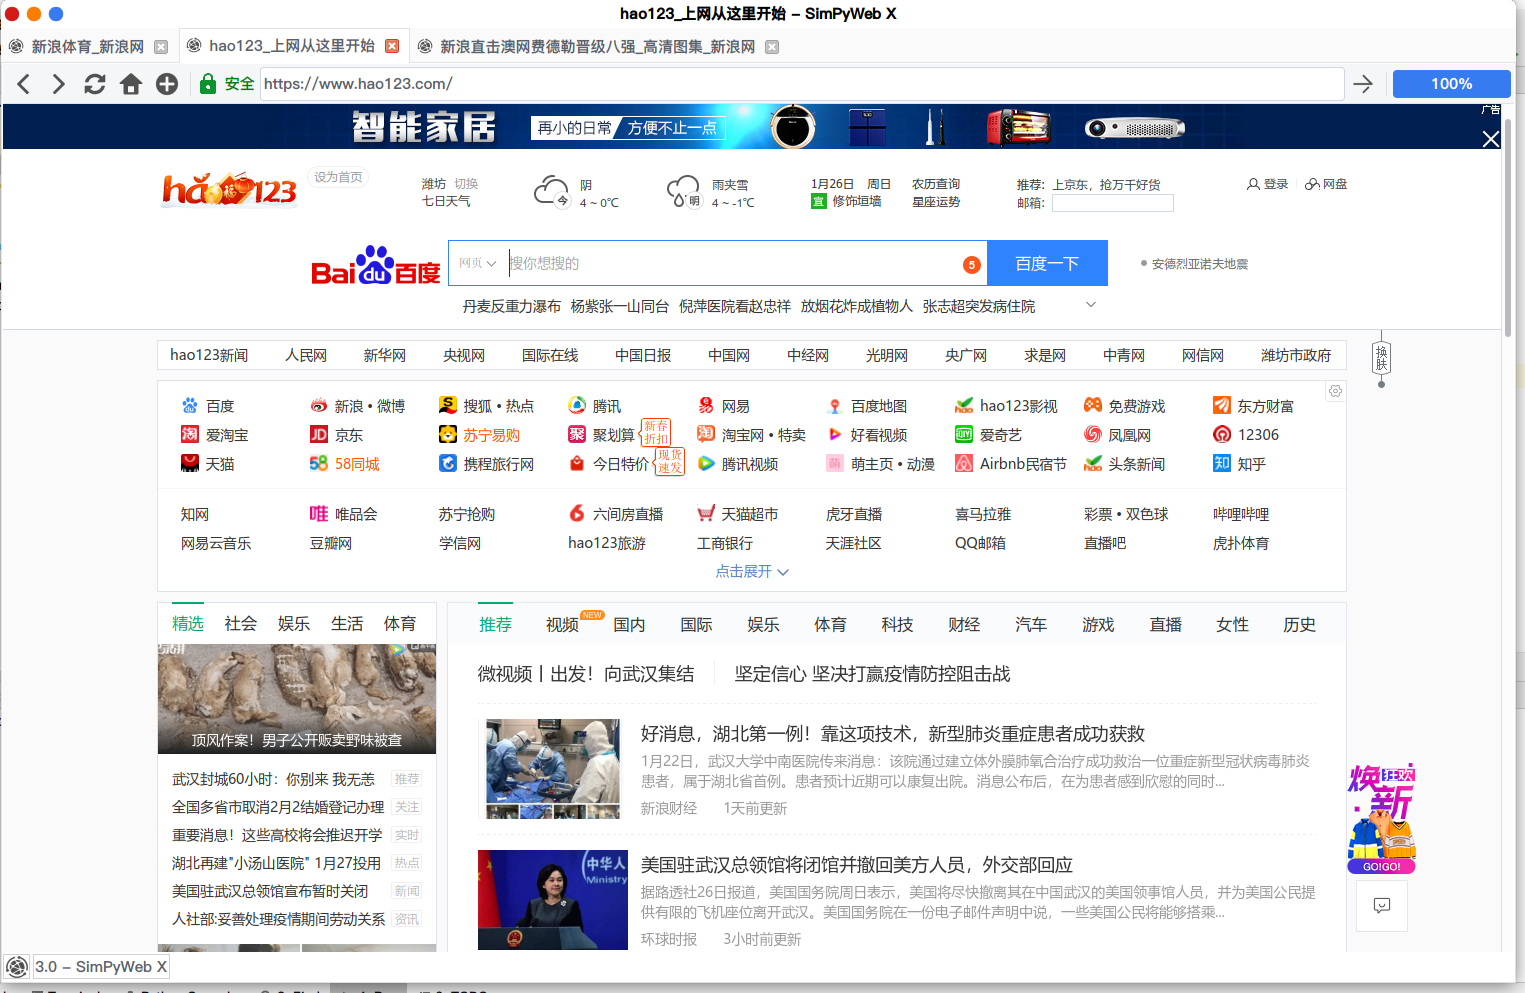 hao123_上网从这里开始 – SimPyWeb X
新浪体育_新浪网
hao123_上网从这里开始
新浪直击澳网费德勒晋级八强_高清图集_新浪网
安全
https://www.hao123.com/
100%
智能家居
再小的日常
方便不止一点
广告
hao123
设为首页
潍坊 切换
七日天气
阴
今
4 ~ 0°C
雨夹雪
明
4 ~ -1°C
1月26日 周日
宜 修饰垣墙
农历查询
星座运势
推荐: 上京东，抢万千好货
邮箱:
登录
网盘
Baidu百度
网页
搜你想搜的
5
百度一下
安德烈亚诺夫地震
丹麦反重力瀑布 杨紫张一山同台 倪萍医院看赵忠祥 放烟花炸成植物人 张志超突发病住院
hao123新闻 人民网 新华网 央视网 国际在线 中国日报 中国网 中经网 光明网 央广网 求是网 中青网 网信网 潍坊市政府
换肤
百度 新浪•微博 搜狐•热点 腾讯 网易 百度地图 hao123影视 免费游戏 东方财富
爱淘宝 京东 苏宁易购 聚划算 新春折扣 淘宝网•特卖 好看视频 爱奇艺 凤凰网 12306
天猫 58同城 携程旅行网 今日特价 现货速发 腾讯视频 萌主页•动漫 Airbnb民宿节 头条新闻 知乎
知网 唯品会 苏宁抢购 六间房直播 天猫超市 虎牙直播 喜马拉雅 彩票•双色球 哔哩哔哩
网易云音乐 豆瓣网 学信网 hao123旅游 工商银行 天涯社区 QQ邮箱 直播吧 虎扑体育
点击展开
精选 社会 娱乐 生活 体育
顶风作案！男子公开贩卖野味被查
武汉封城60小时：你别来 我无恙 推荐
全国多省市取消2月2结婚登记办理 关注
重要消息！这些高校将会推迟开学 实时
湖北再建"小汤山医院" 1月27投用 热点
美国驻武汉总领馆宣布暂时关闭 新闻
人社部:妥善处理疫情期间劳动关系 资讯
推荐 视频 NEW 国内 国际 娱乐 体育 科技 财经 汽车 游戏 直播 女性 历史
微视频丨出发！向武汉集结
坚定信心 坚决打赢疫情防控阻击战
好消息，湖北第一例！靠这项技术，新型肺炎重症患者成功获救
1月22日，武汉大学中南医院传来消息：该院通过建立体外膜肺氧合治疗成功救治一位重症新型冠状病毒肺炎
患者，属于湖北省首例。患者预计近期可以康复出院。消息公布后，在为患者感到欣慰的同时...
新浪财经 1天前更新
中华人
Ministry
美国驻武汉总领馆将闭馆并撤回美方人员，外交部回应
据路透社26日报道，美国国务院周日表示，美国将尽快撤离其在中国武汉的美国领事馆人员，并为美国公民提
供有限的飞机座位离开武汉。美国国务院在一份电子邮件声明中说，一些美国公民将能够搭乘...
环球时报 3小时前更新
焕新
狂欢
GO!GO!
3.0 – SimPyWeb X